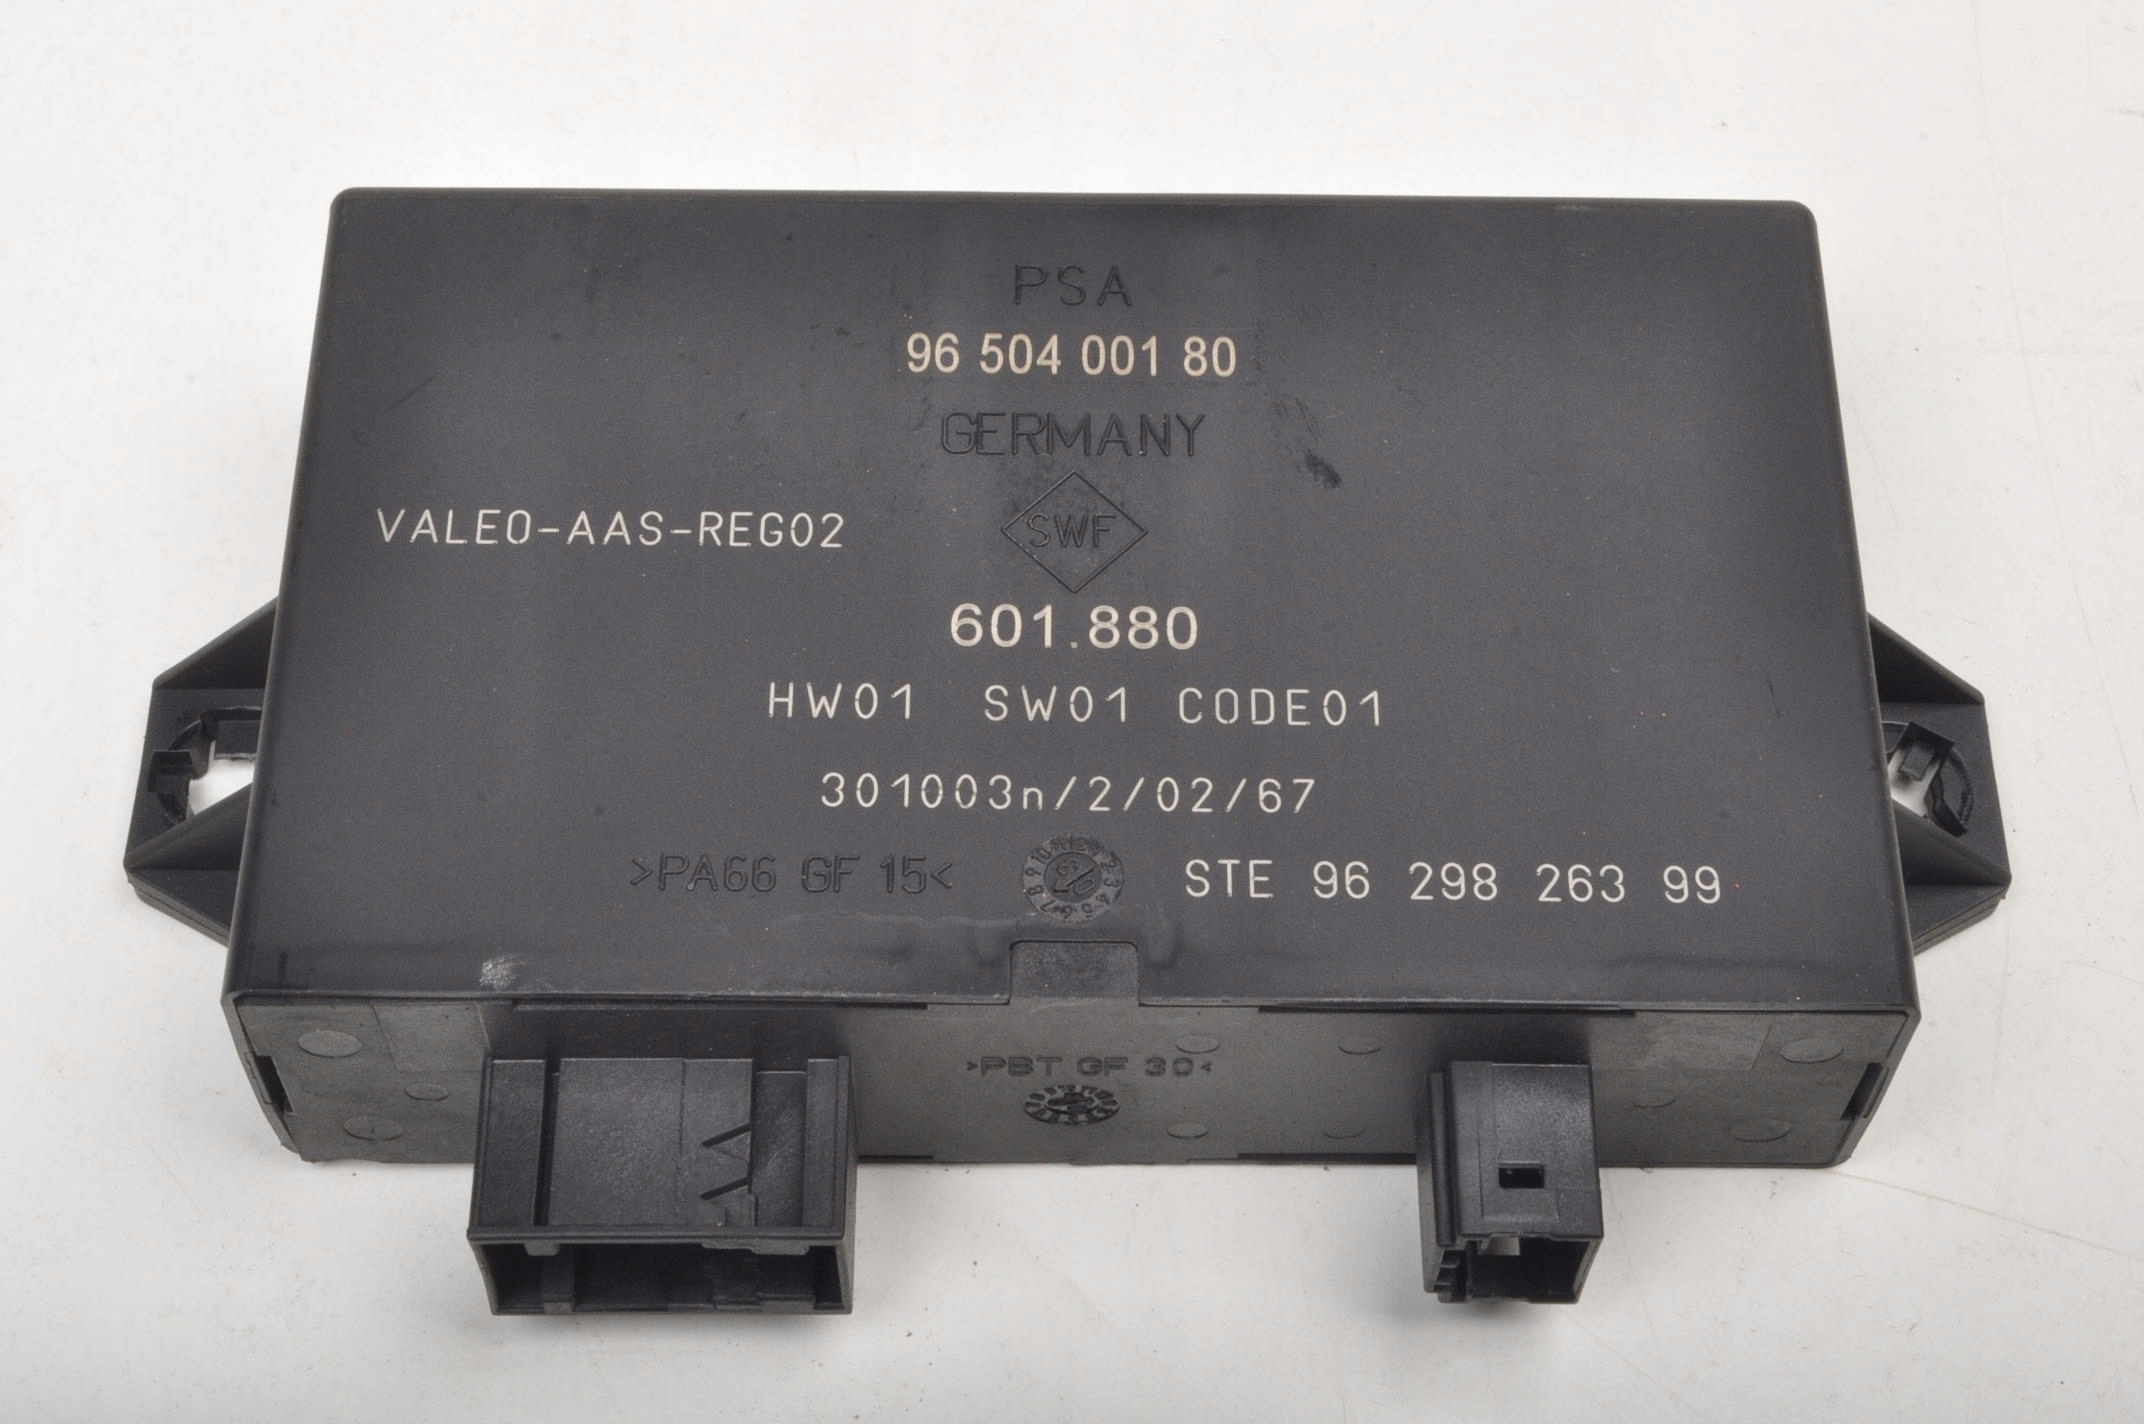 PSA
96 504 001 80
GERMANY
VALEO-AAS-REG02
SWF
601.880
HW01 SW01 CODE01
301003n/2/02/67
>PA66 GF 15<
STE 96 298 263 99
>PBT GF 30<